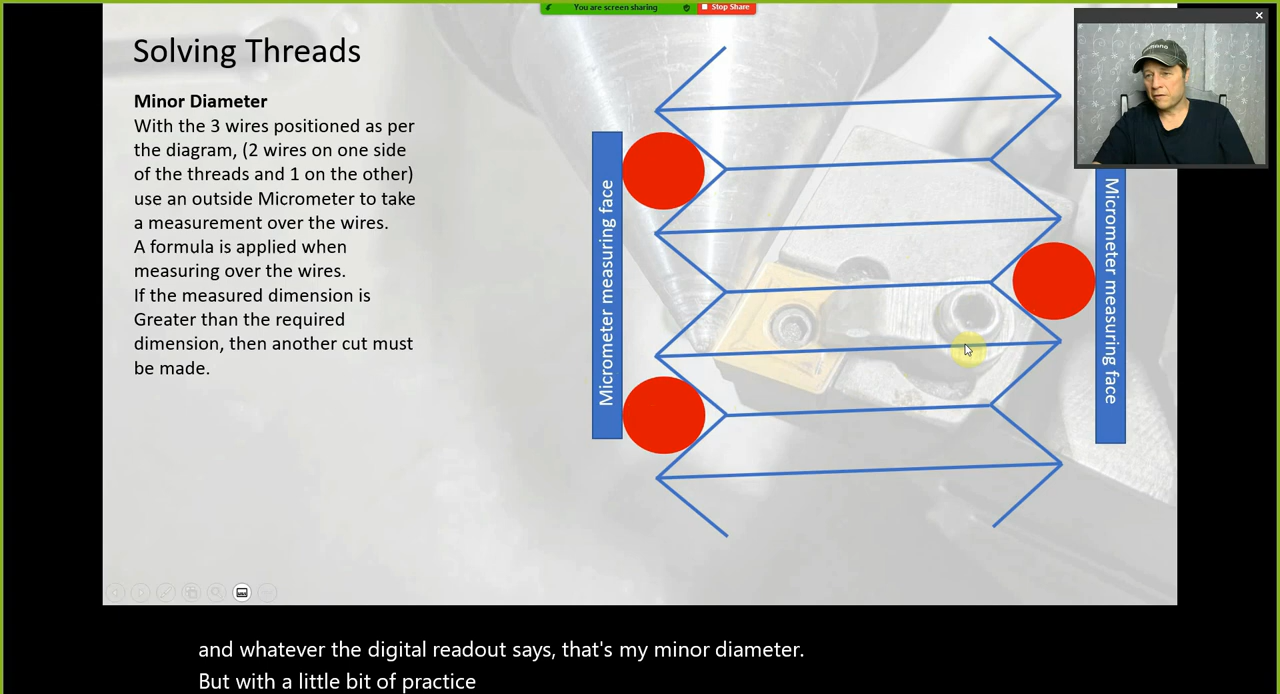 You are screen sharing
Stop Share
Solving Threads
Minor Diameter
With the 3 wires positioned as per
the diagram, (2 wires on one side
of the threads and 1 on the other)
use an outside Micrometer to take
a measurement over the wires.
A formula is applied when
measuring over the wires.
If the measured dimension is
Greater than the required
dimension, then another cut must
be made.
Micrometer measuring face
Micrometer measuring face
and whatever the digital readout says, that's my minor diameter.
But with a little bit of practice